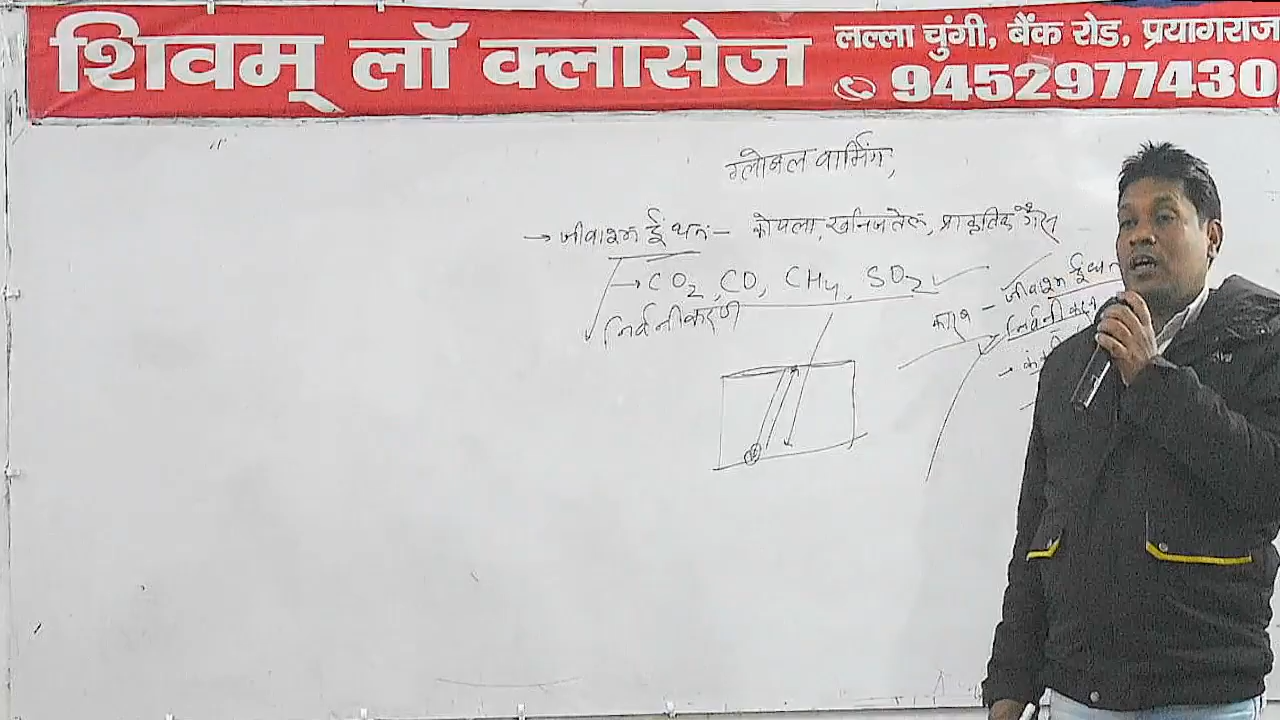 शिवम् लॉ क्लासेज
लल्ला चुंगी, बैंक रोड, प्रयागराज
9452977430
ग्लोबल वार्मिंग,
→ जीवाश्म ईंधन:- कोयला, खनिज तेल, प्राकृतिक गैस
→ CO2, CO, CH4, SO2
निर्वनीकरण
कारण - जीवाश्म ईंधन
निर्वनीकरण